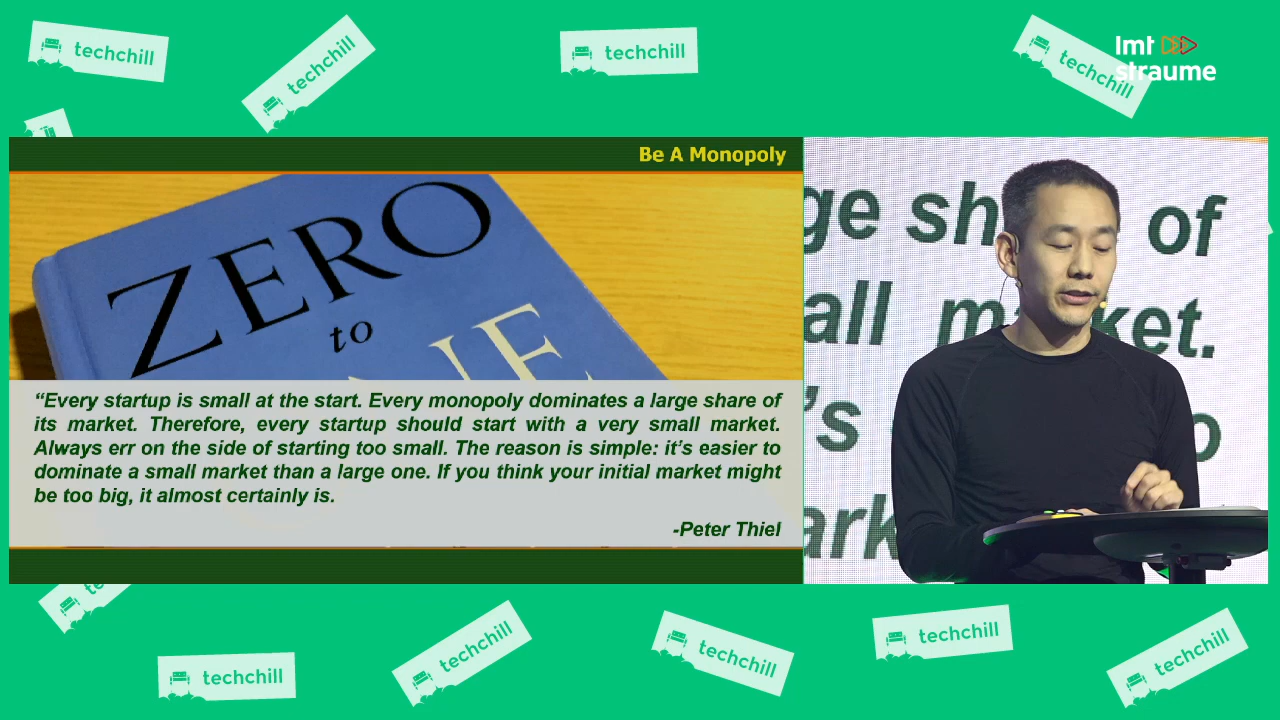 techchill
techchill
techchill
techchill
lmt
straume
Be A Monopoly
ZERO
to
“Every startup is small at the start. Every monopoly dominates a large share of
its market. Therefore, every startup should start with a very small market.
Always err on the side of starting too small. The reason is simple: it’s easier to
dominate a small market than a large one. If you think your initial market might
be too big, it almost certainly is.
-Peter Thiel
of
all
ket.
’s
techchill
techchill
techchill
techchill
techchill